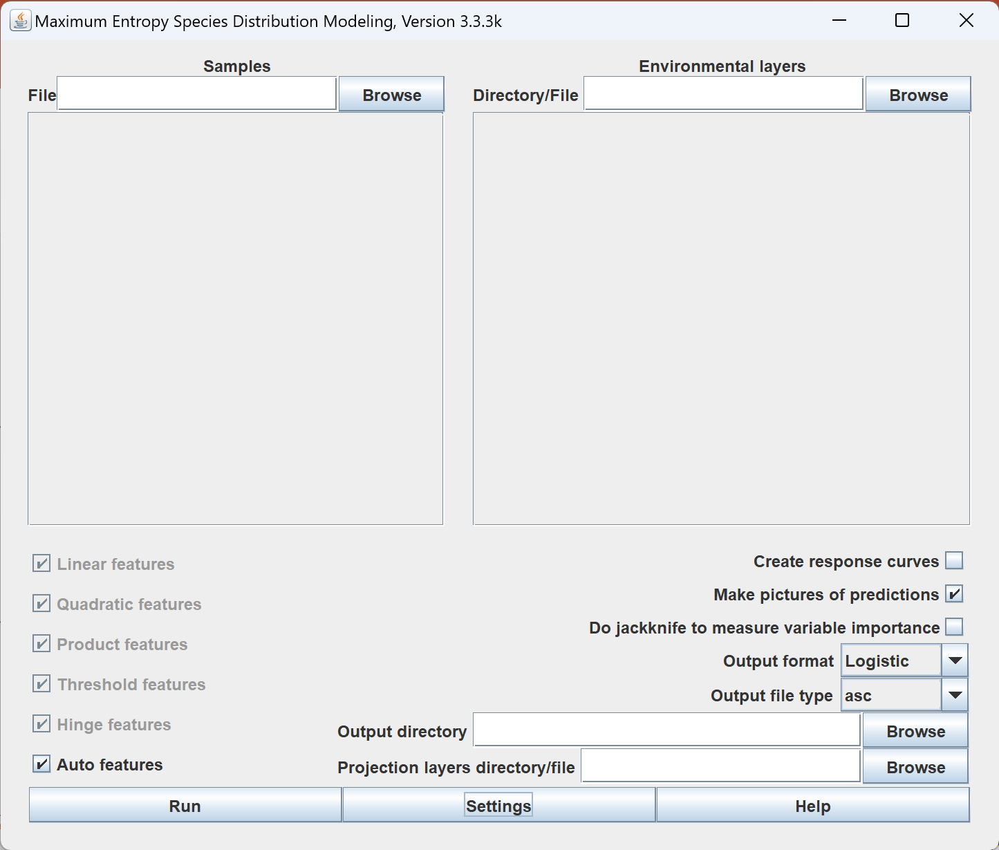 Maximum Entropy Species Distribution Modeling, Version 3.3.3k
Samples
File
Browse
Environmental layers
Directory/File
Browse
Linear features
Quadratic features
Product features
Threshold features
Hinge features
Auto features
Create response curves
Make pictures of predictions
Do jackknife to measure variable importance
Output format
Logistic
Output file type
asc
Output directory
Browse
Projection layers directory/file
Browse
Run
Settings
Help